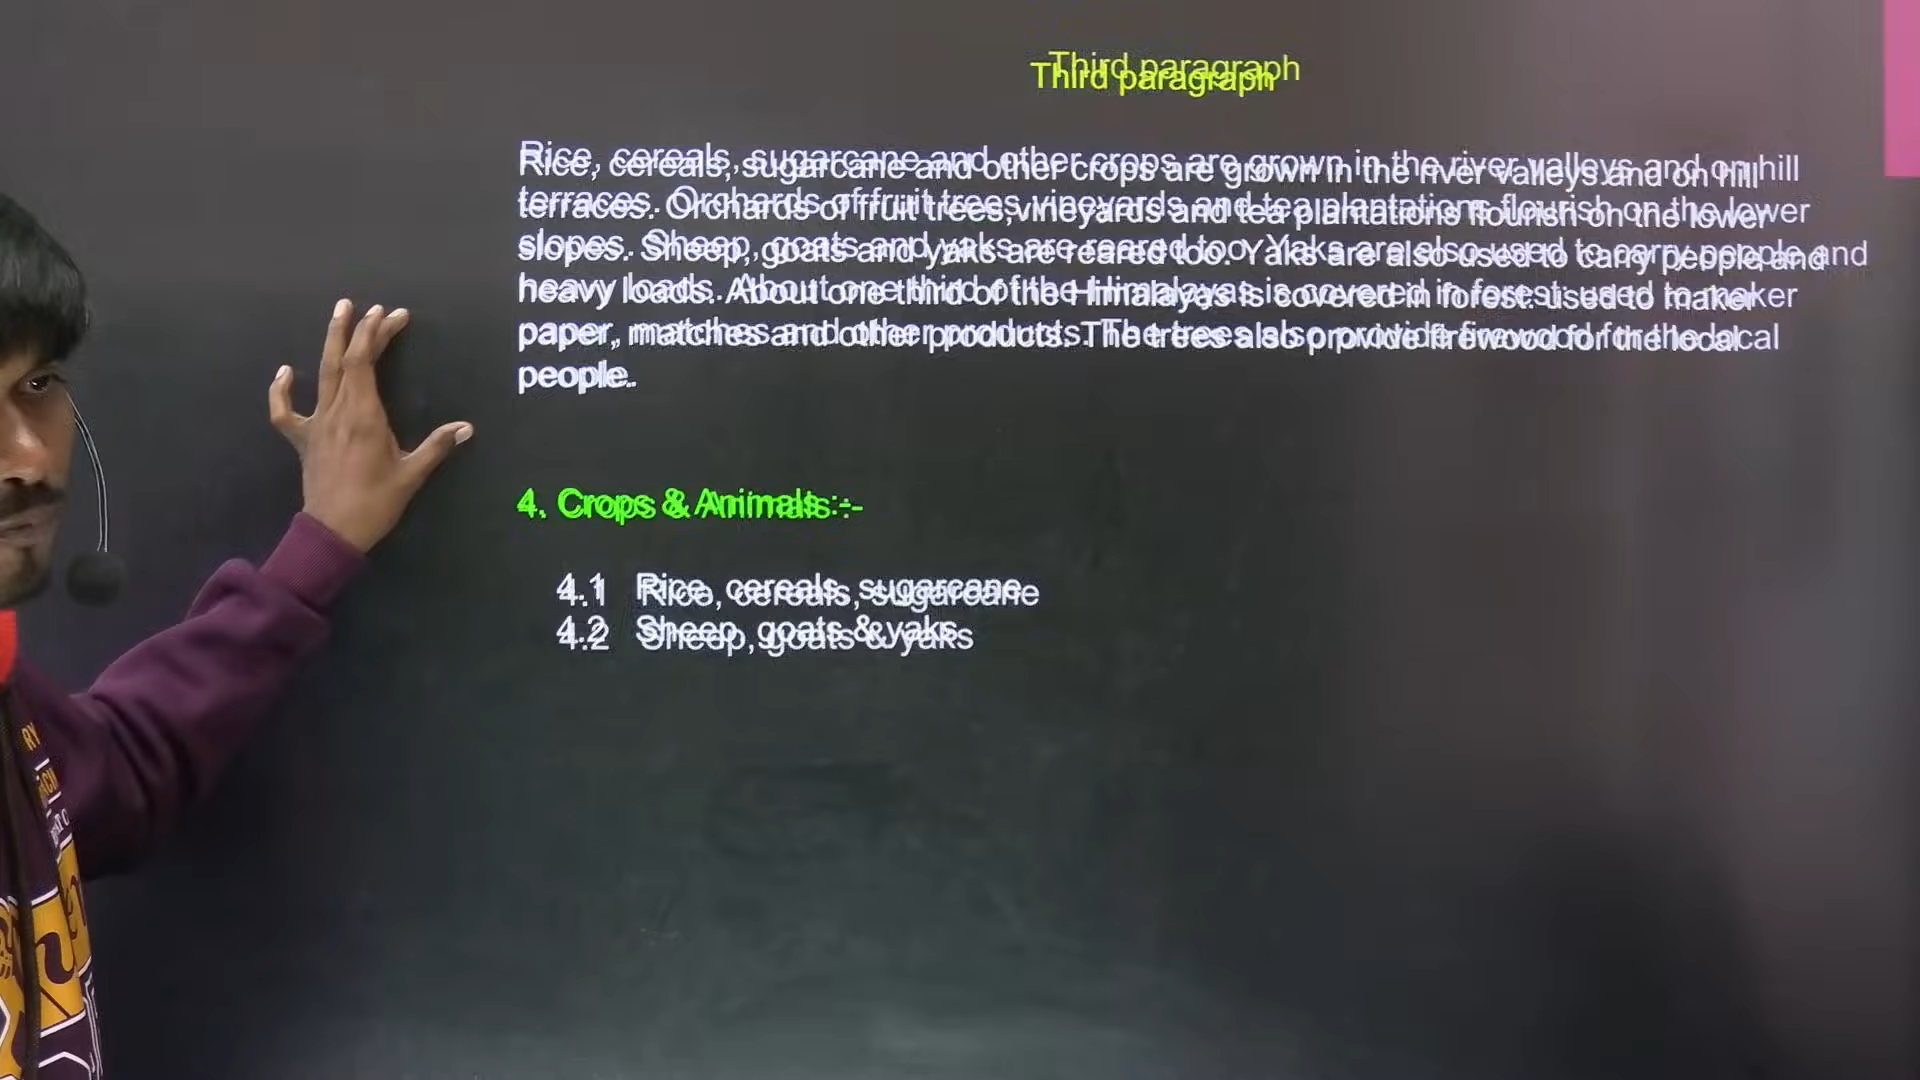 Third paragraph
Rice, cereals, sugarcane and other crops are grown in the river valleys and on hill
terraces. Orchards of fruit trees, vineyards and tea plantations flourish on the lower
slopes. Sheep, goats and yaks are reared too. Yaks are also used to carry people and
heavy loads. About one third of the Himalayas is covered in forest: used to maker
paper, matches and other products. The trees also provide firewood for the local
people.
4. Crops & Animals :-
4.1 Rice, cereals, sugarcane
4.2 Sheep, goats & yaks
RY